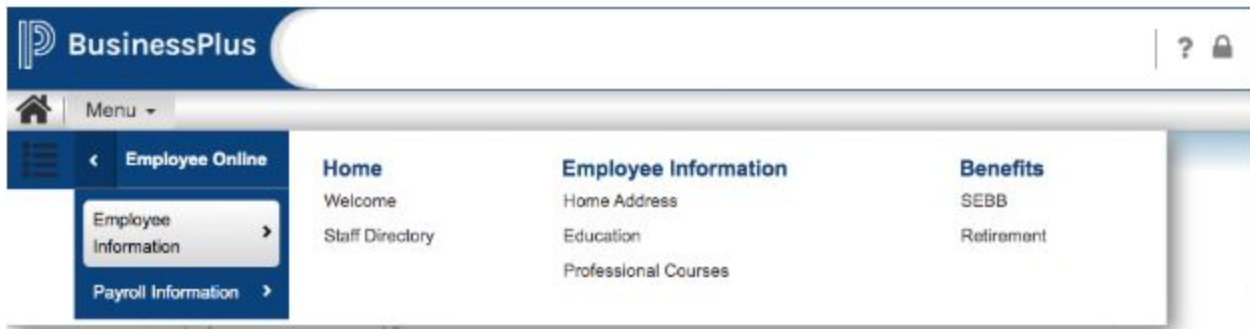 BusinessPlus
?
Menu
Employee Online
Employee
Information
Payroll Information
Home
Welcome
Staff Directory
Employee Information
Home Address
Education
Professional Courses
Benefits
SEBB
Retirement